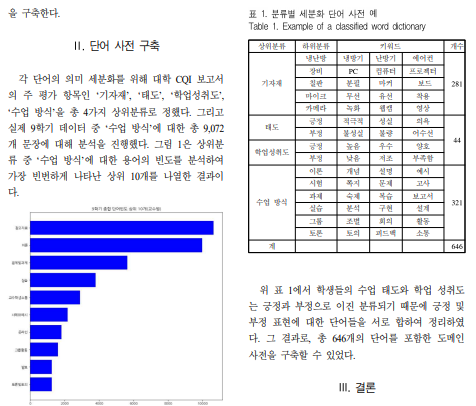 을 구축한다.
II. 단어 사전 구축
각 단어의 의미 세분화를 위해 대학 CQI 보고서
의 주 평가 항목인 '기자재', '태도', '학업성취도',
'수업 방식'을 총 4가지 상위분류로 정했다. 그리고
실제 9학기 데이터 중 '수업 방식'에 대한 총 9,072
개 문장에 대해 분석을 진행했다. 그림 1은 상위분
류 중 '수업 방식'에 대한 용어의 빈도를 분석하여
가장 빈번하게 나타난 상위 10개를 나열한 결과이
다.
0 2000 4000 6000 8000 10000
표 1. 분류별 세분화 단어 사전 예
Table 1. Example of a classified word dictionary
상위분류 하위분류 키워드 개수
기자재 냉난방 냉방기 난방기 에어컨 281
장비 PC 컴퓨터 프로젝터
칠판 분필 마커 보드
마이크 무선 유선 착용
카메라 녹화 웹캠 영상
태도 긍정 적극적 성실 의욕 44
부정 불성실 불량 어수선
학업성취도 긍정 높음 우수 양호
부정 낮음 저조 부족함
수업 방식 이론 개념 설명 예시 321
시험 쪽지 문제 고사
과제 숙제 복습 보고서
실습 분석 구현 설계
그룹 조별 회의 활동
토론 토의 피드백 소통
계 646
위 표 1에서 학생들의 수업 태도와 학업 성취도
는 긍정과 부정으로 이진 분류되기 때문에 긍정 및
부정 표현에 대한 단어들을 서로 합하여 정리하였
다. 그 결과로, 총 646개의 단어를 포함한 도메인
사전을 구축할 수 있었다.
III. 결론